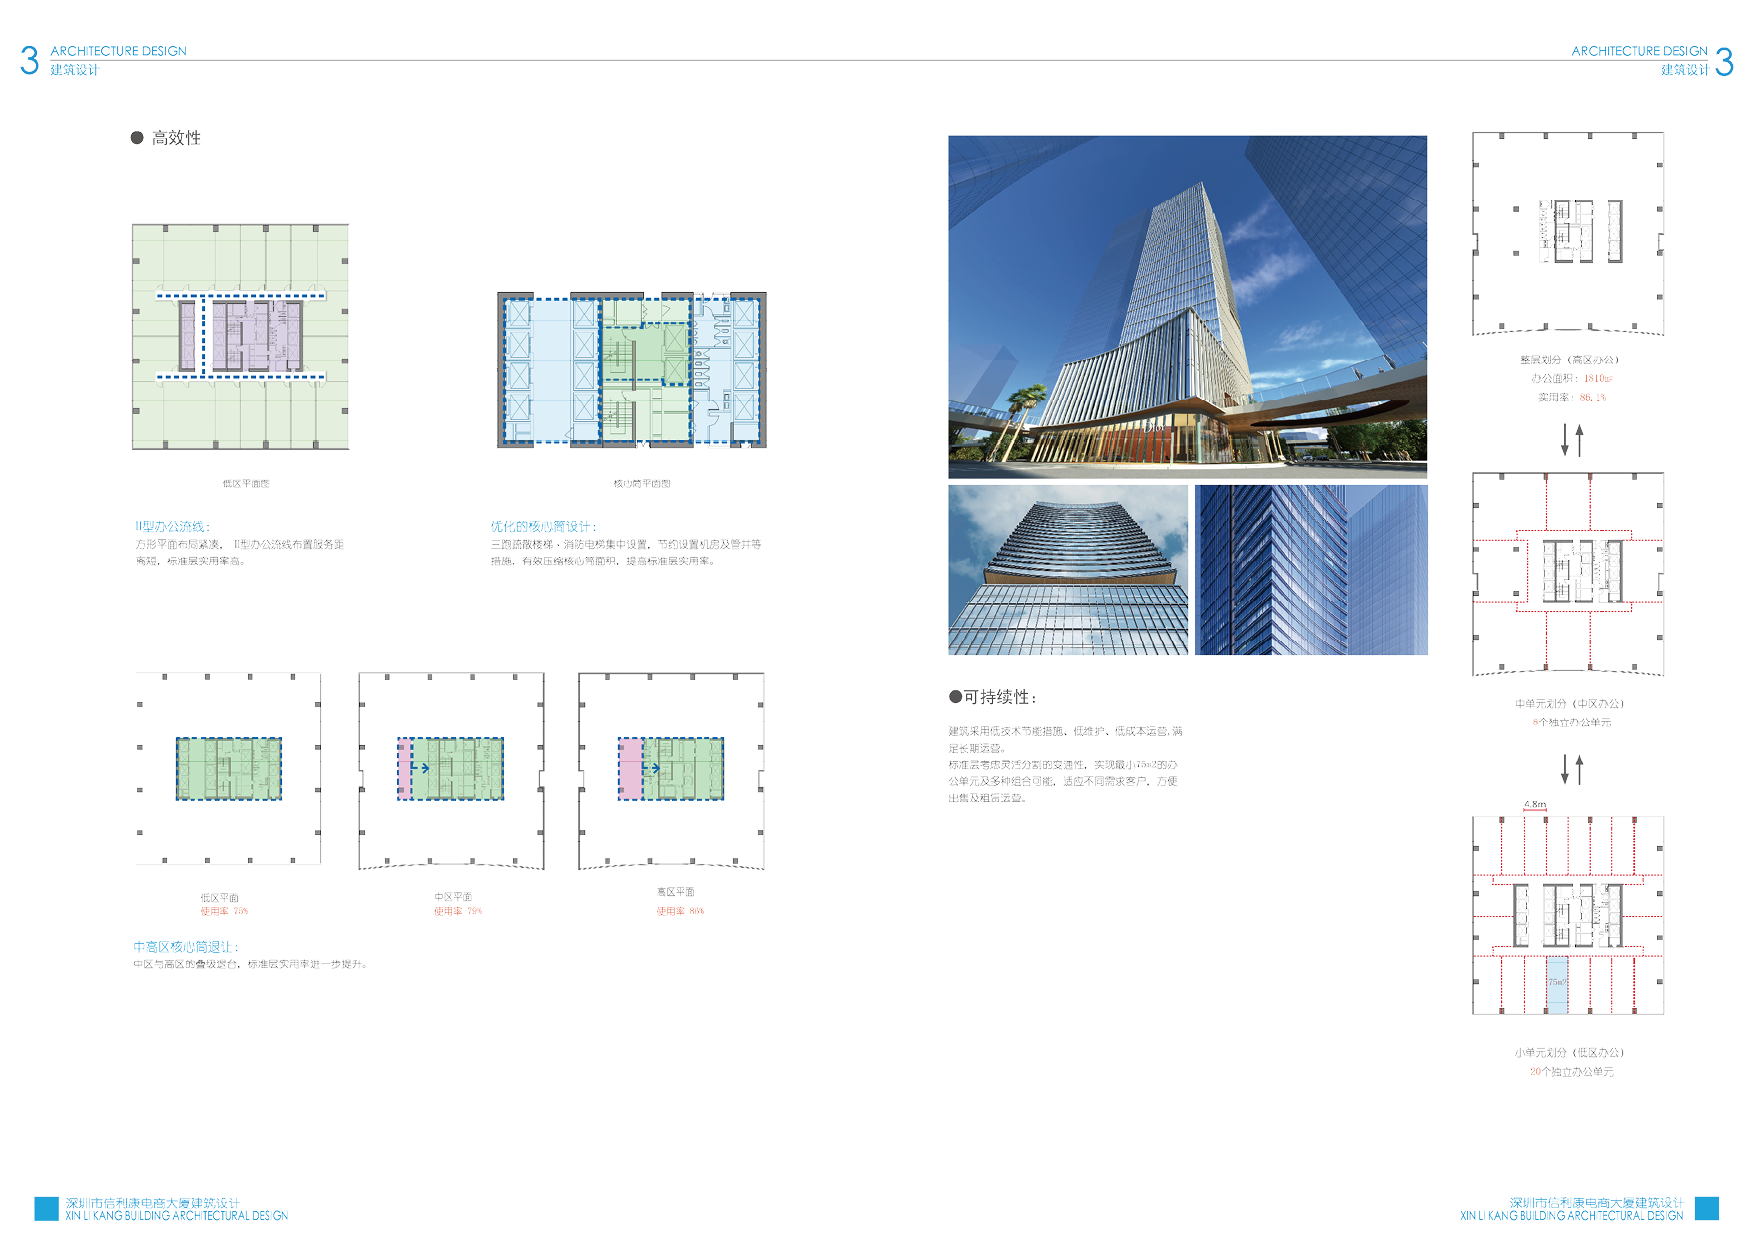 3
ARCHITECTURE DESIGN
建筑设计
ARCHITECTURE DESIGN
建筑设计
3
● 高效性
低区平面图
核心筒平面图
II型办公流线：
方形平面布局紧凑， II型办公流线布置服务距
离短，标准层实用率高。
优化的核心筒设计：
三跑疏散楼梯、消防电梯集中设置，节约设置机房及管井等
措施，有效压缩核心筒面积，提高标准层实用率。
低区平面
使用率 75%
中区平面
使用率 79%
高区平面
使用率 86%
中高区核心筒退让：
中区与高区的叠级退台，标准层实用率进一步提升。
Dior
●可持续性：
建筑采用低技术节能措施、低维护、低成本运营,满
足长期运营。
标准层考虑灵活分割的变通性，实现最小75m2的办
公单元及多种组合可能，适应不同需求客户，方便
出售及租赁运营。
整层划分（高区办公）
办公面积：1810m²
实用率：86.1%
中单元划分（中区办公）
8个独立办公单元
4.8m
75m2
小单元划分（低区办公）
20个独立办公单元
深圳市信利康电商大厦建筑设计
XIN LI KANG BUILDING ARCHITECTURAL DESIGN
深圳市信利康电商大厦建筑设计
XIN LI KANG BUILDING ARCHITECTURAL DESIGN